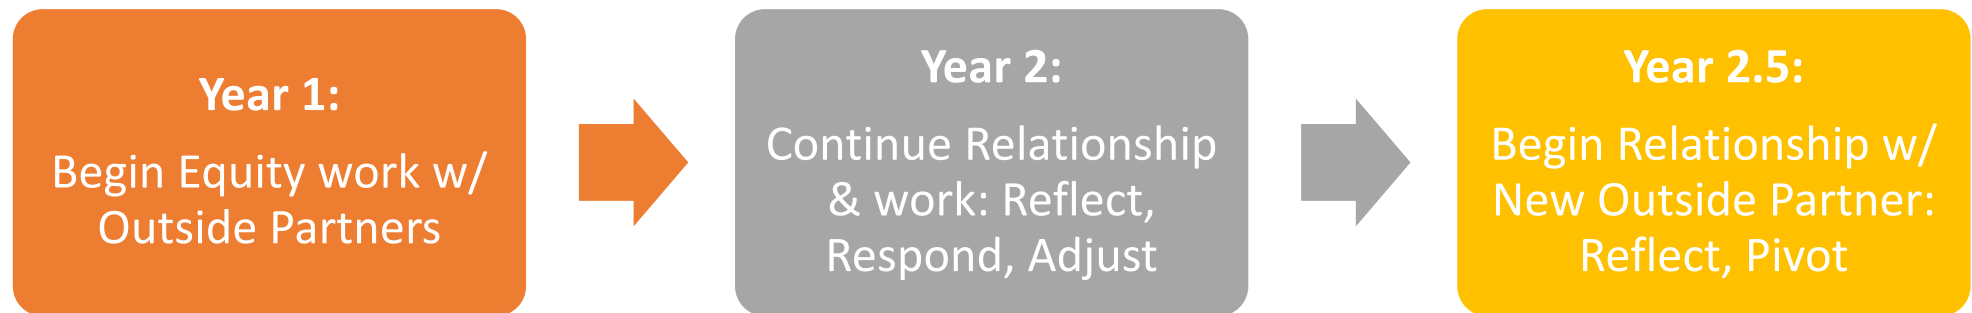 Year 1:
Begin Equity work w/
Outside Partners
Year 2:
Continue Relationship
& work: Reflect,
Respond, Adjust
Year 2.5:
Begin Relationship w/
New Outside Partner:
Reflect, Pivot